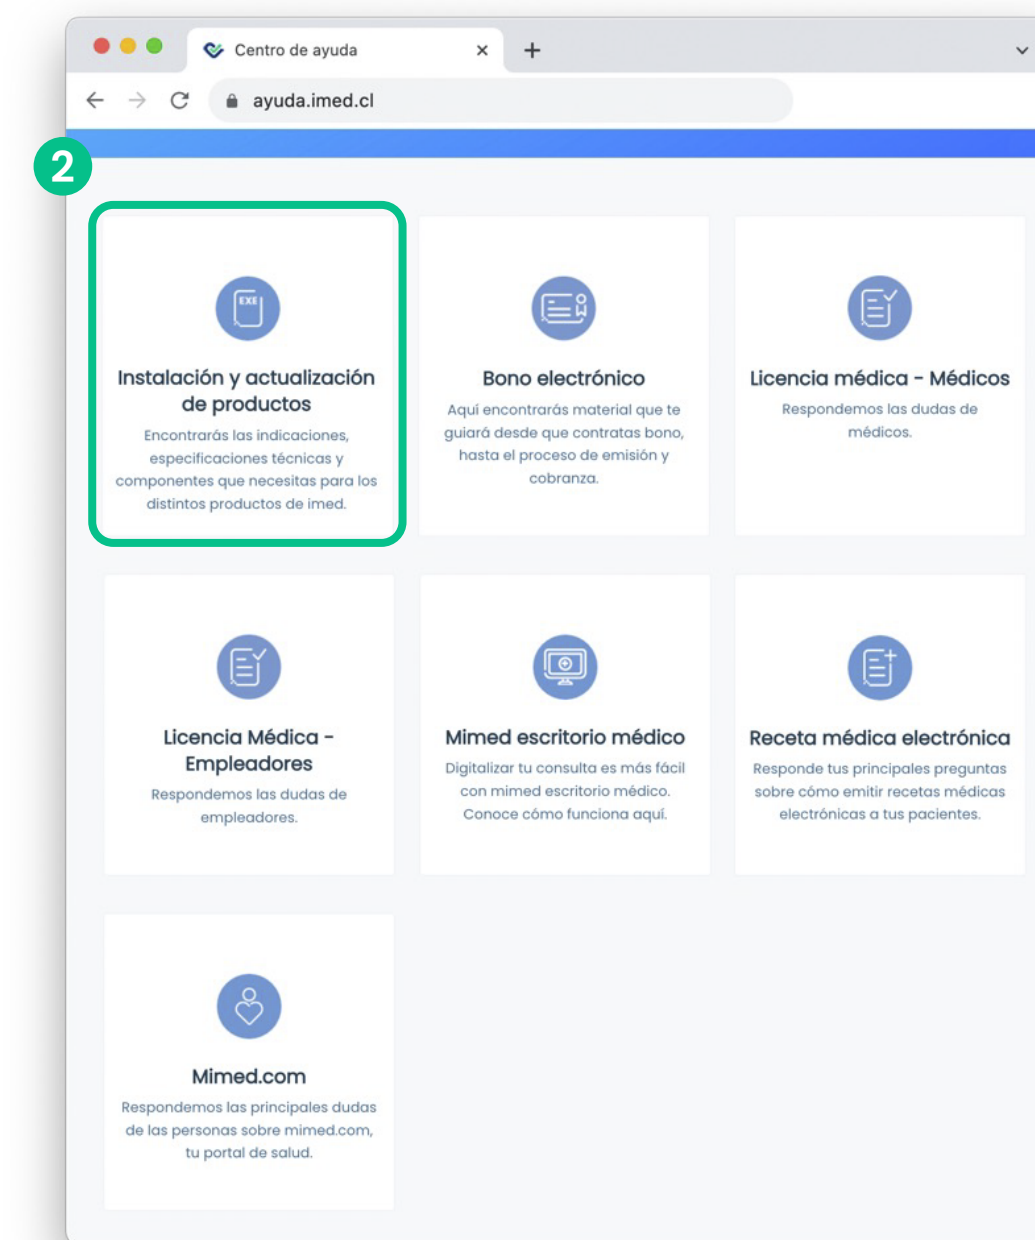 Centro de ayuda
ayuda.imed.cl
2
EXE
Instalación y actualización
de productos
Encontrarás las indicaciones,
especificaciones técnicas y
componentes que necesitas para los
distintos productos de imed.
Bono electrónico
Aquí encontrarás material que te
guiará desde que contratas bono,
hasta el proceso de emisión y
cobranza.
Licencia médica - Médicos
Respondemos las dudas de
médicos.
Licencia Médica -
Empleadores
Respondemos las dudas de
empleadores.
Mimed escritorio médico
Digitalizar tu consulta es más fácil
con mimed escritorio médico.
Conoce cómo funciona aquí.
Receta médica electrónica
Responde tus principales preguntas
sobre cómo emitir recetas médicas
electrónicas a tus pacientes.
Mimed.com
Respondemos las principales dudas
de las personas sobre mimed.com,
tu portal de salud.